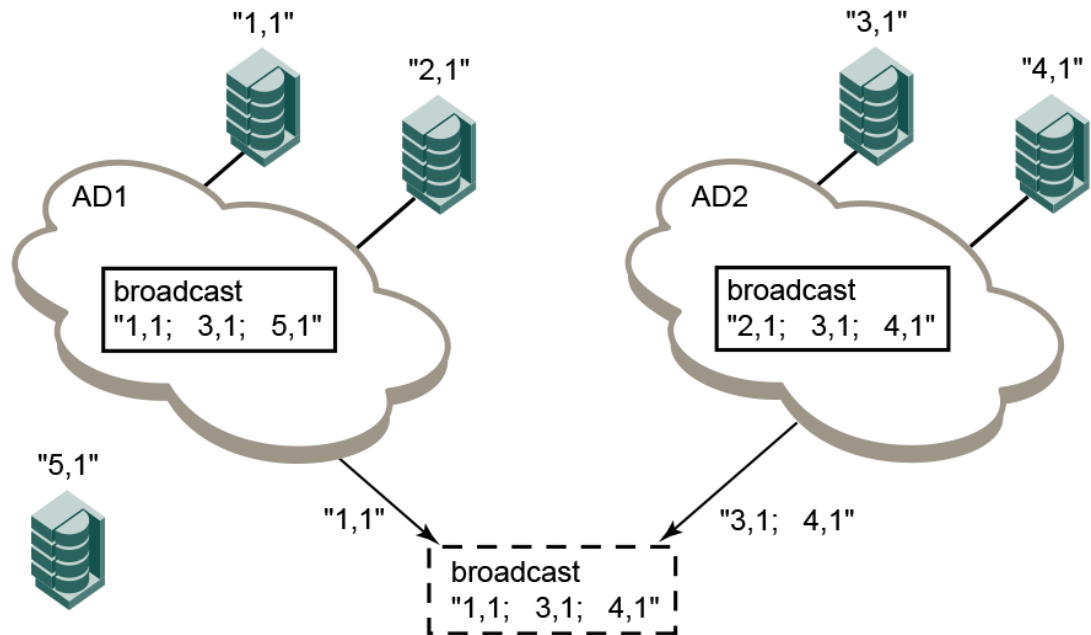 "1,1"
"2,1"
"3,1"
"4,1"
AD1
broadcast
"1,1; 3,1; 5,1"
AD2
broadcast
"2,1; 3,1; 4,1"
"5,1"
"1,1"
"3,1; 4,1"
broadcast
"1,1; 3,1; 4,1"